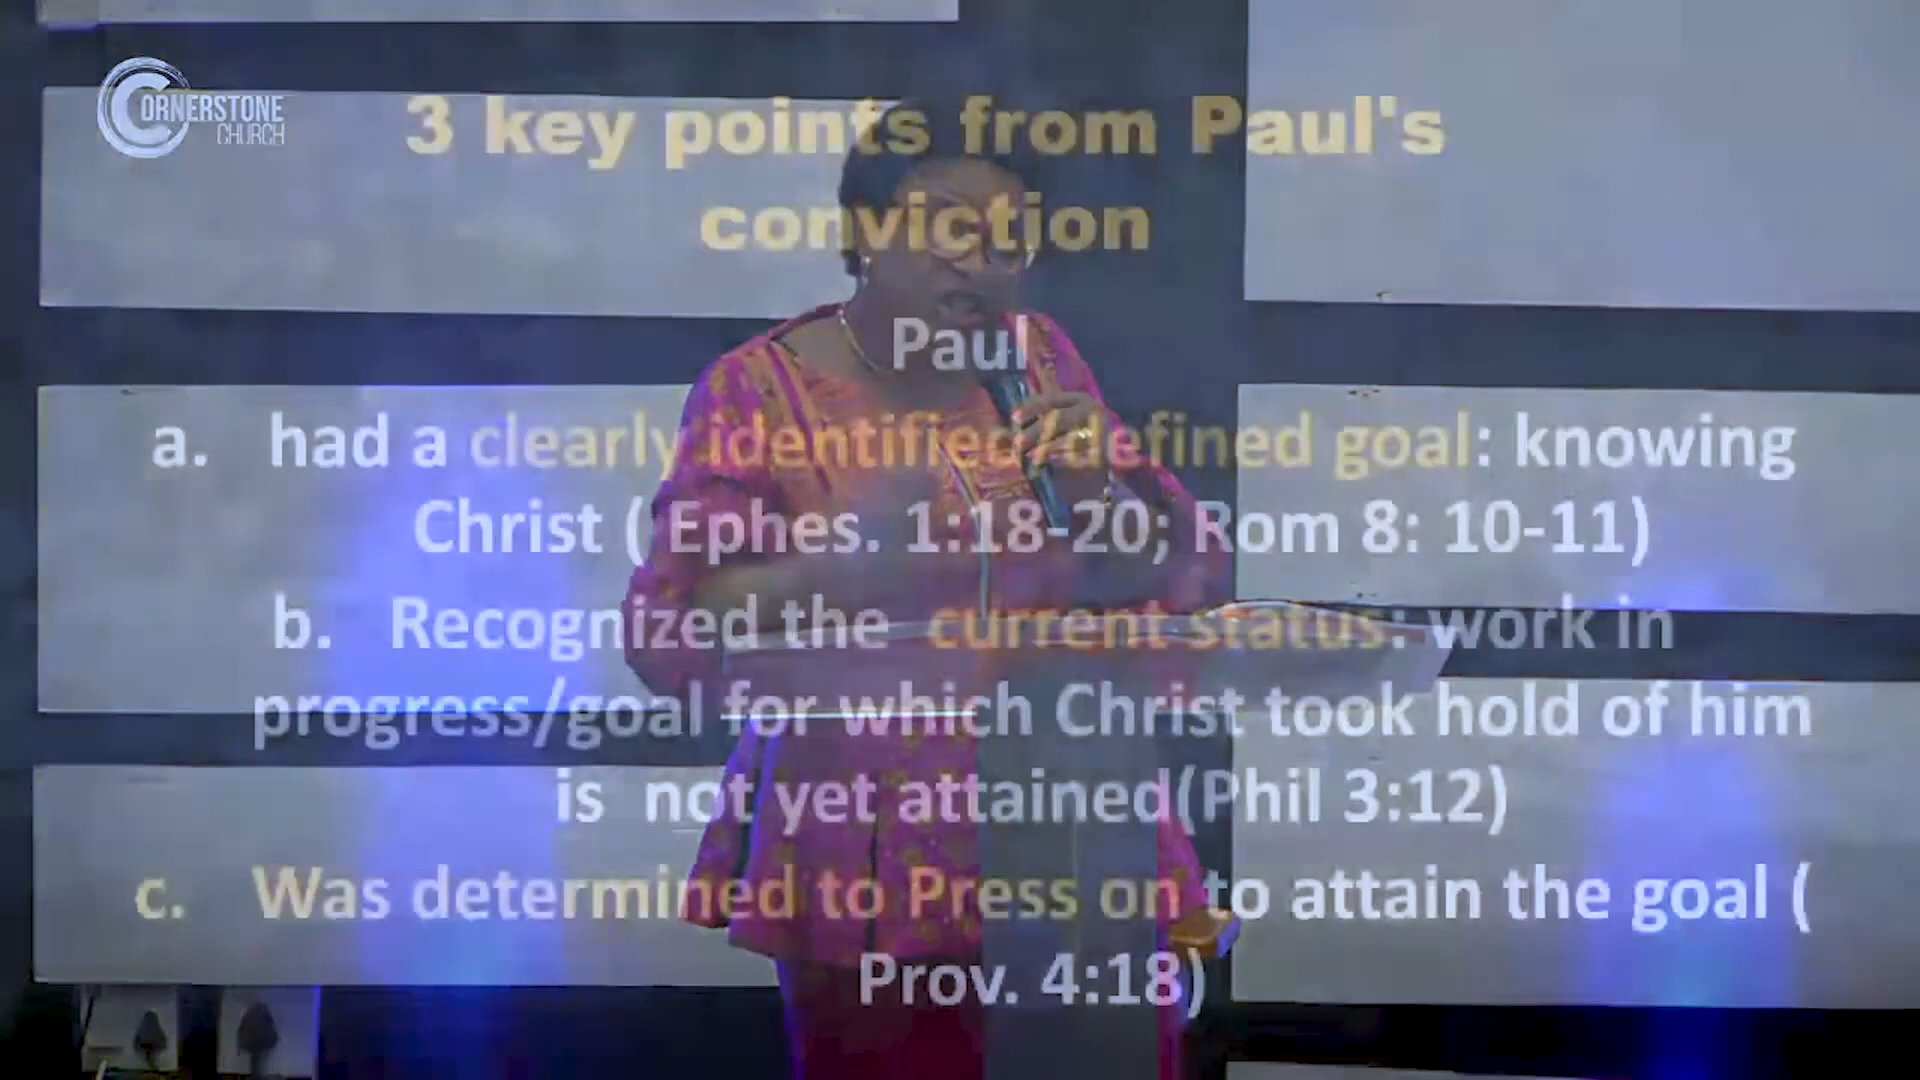 CORNERSTONE
CHURCH
3 key points from Paul's
conviction
Paul
a. had a clearly identified/defined goal: knowing
Christ ( Ephes. 1:18-20; Rom 8: 10-11)
b. Recognized the current status: work in
progress/goal for which Christ took hold of him
is not yet attained(Phil 3:12)
c. Was determined to Press on to attain the goal (
Prov. 4:18)